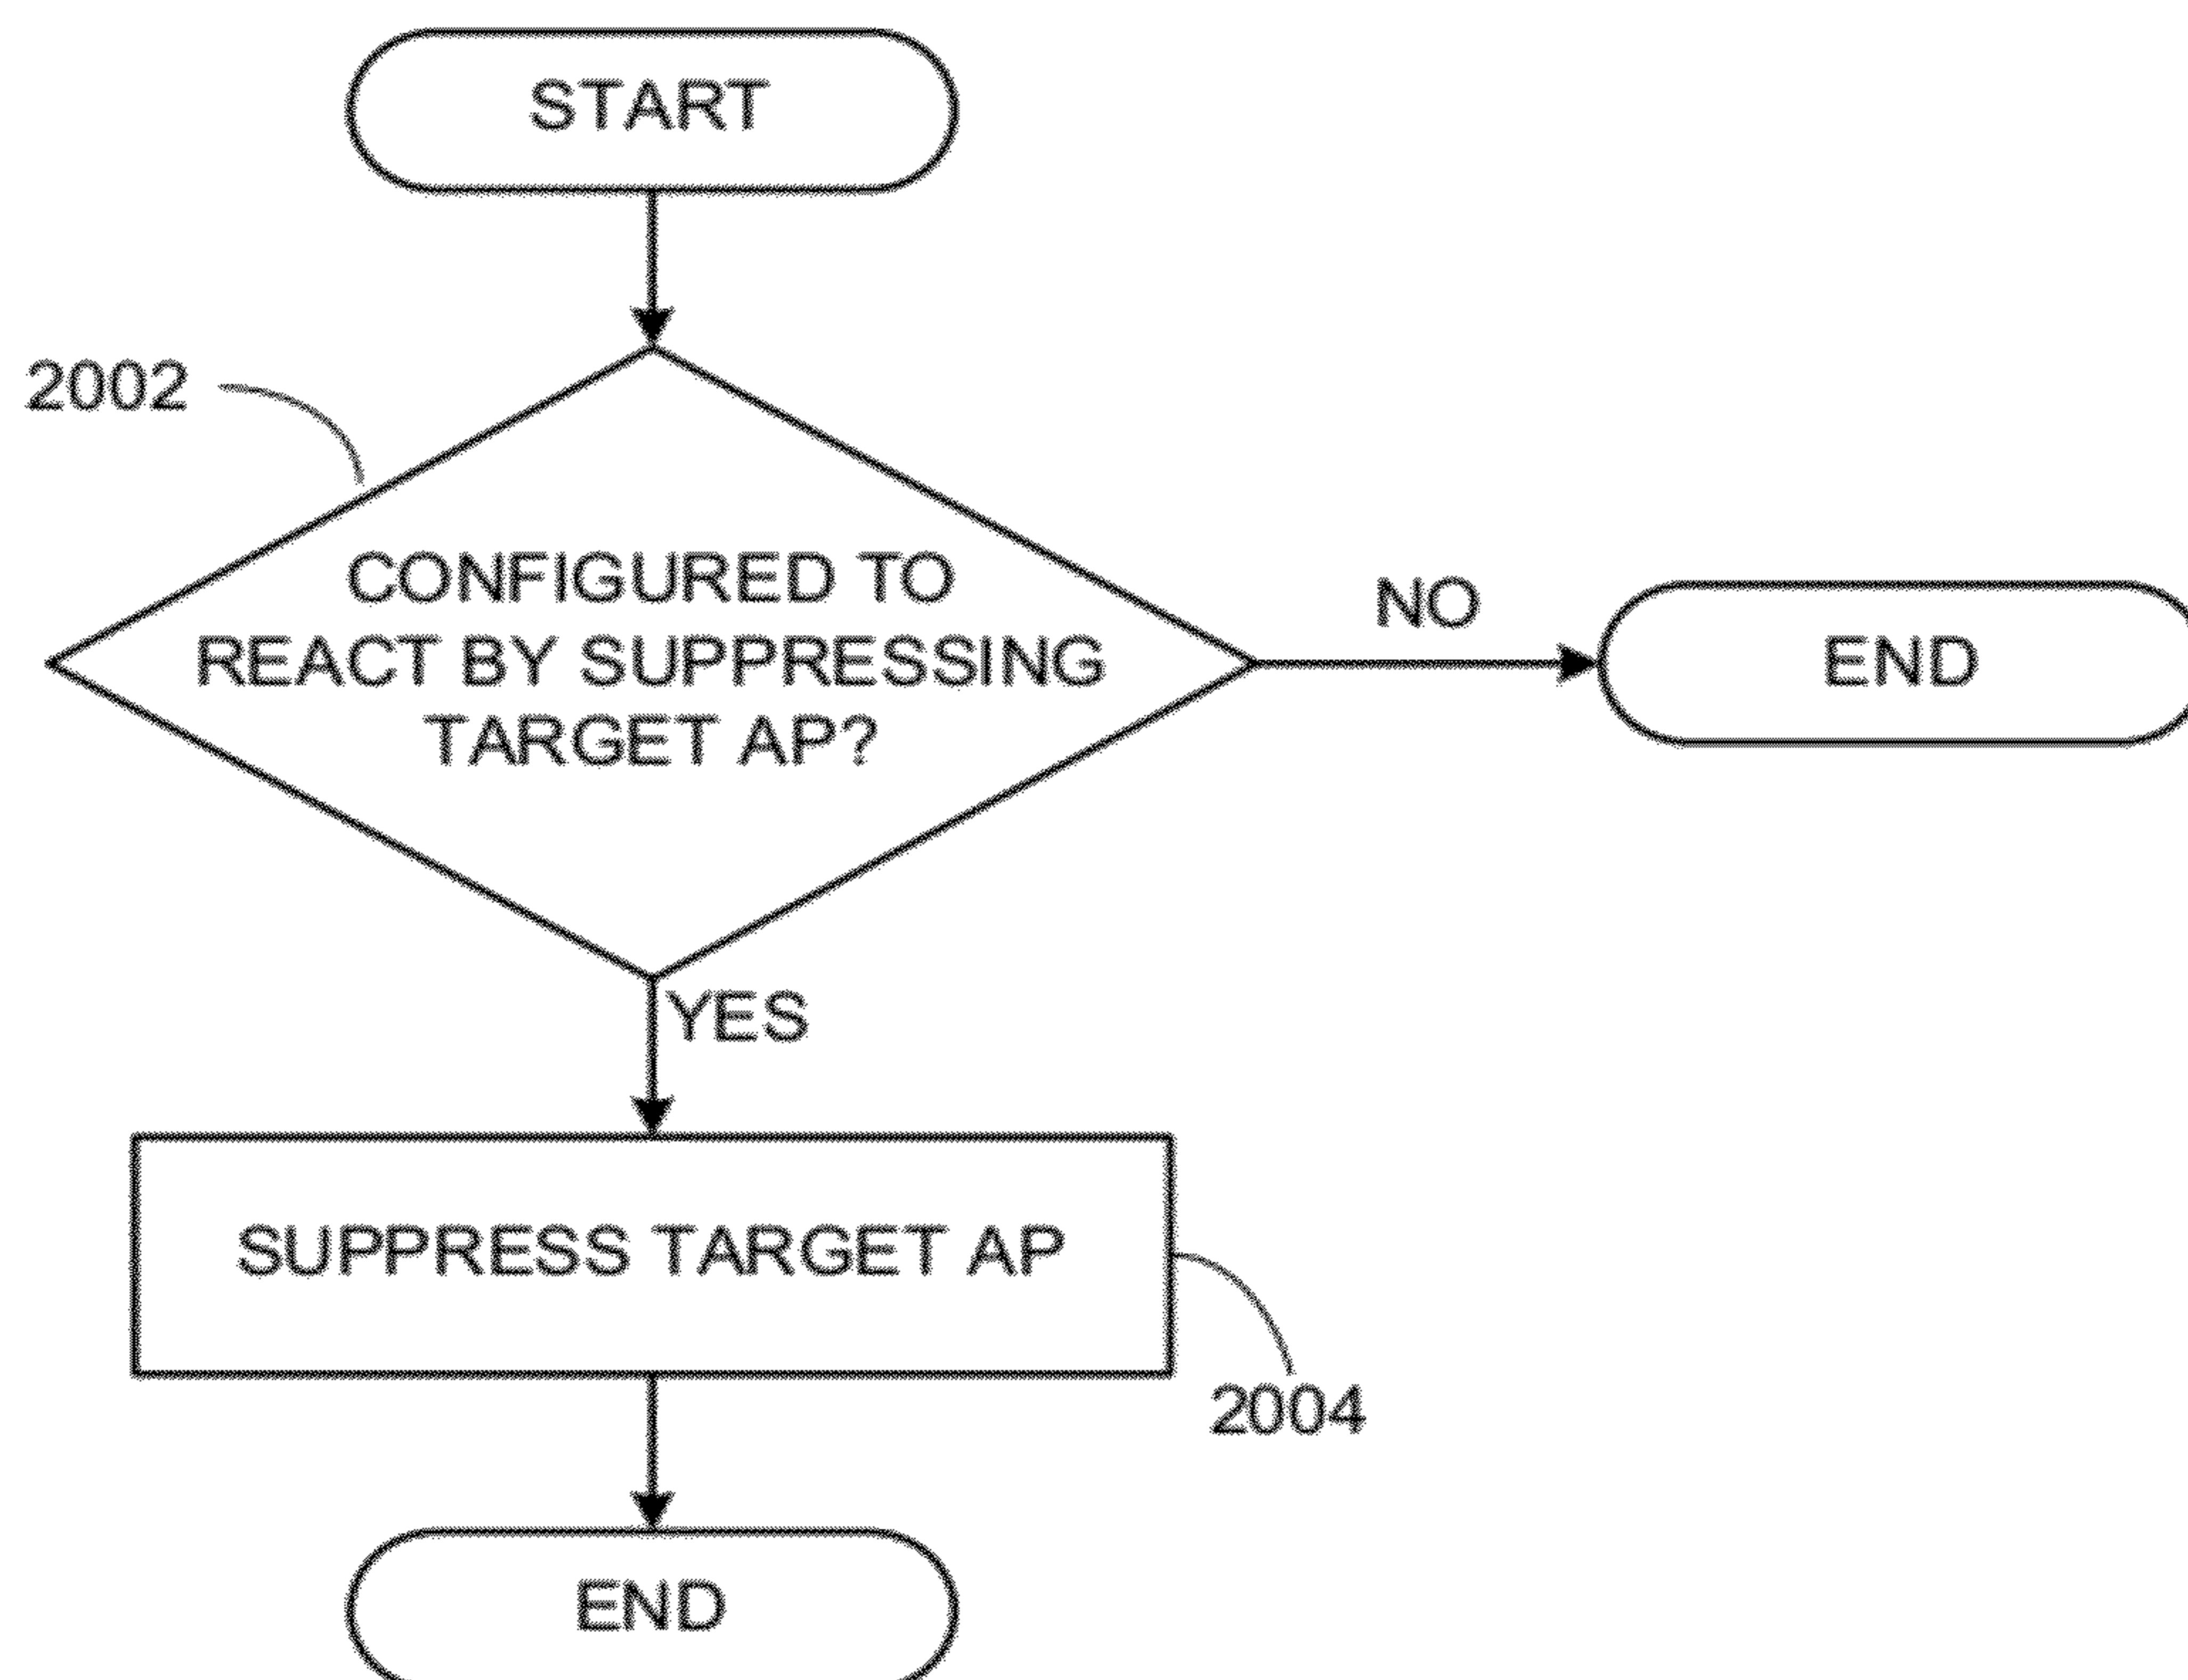 START
2002
CONFIGURED TO
REACT BY SUPPRESSING
TARGET AP?
NO
END
YES
SUPPRESS TARGET AP
2004
END